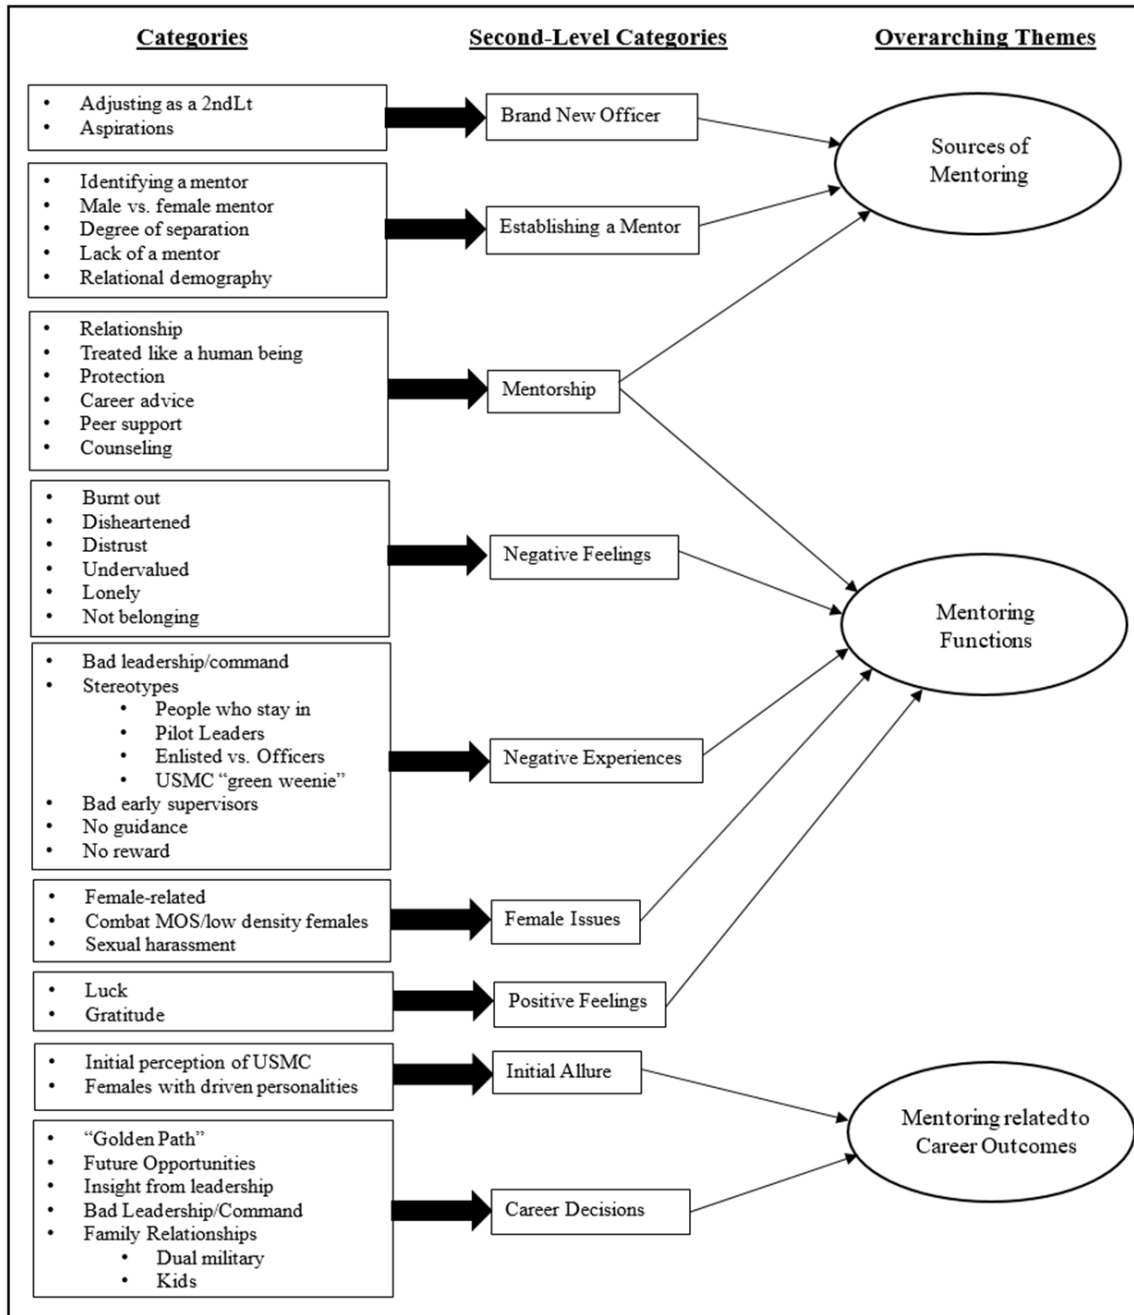 Categories
Second-Level Categories
Overarching Themes
• Adjusting as a 2ndLt
• Aspirations
Brand New Officer
Sources of
Mentoring
• Identifying a mentor
• Male vs. female mentor
• Degree of separation
• Lack of a mentor
• Relational demography
Establishing a Mentor
• Relationship
• Treated like a human being
• Protection
• Career advice
• Peer support
• Counseling
Mentorship
• Burnt out
• Disheartened
• Distrust
• Undervalued
• Lonely
• Not belonging
Negative Feelings
Mentoring
Functions
• Bad leadership/command
• Stereotypes
• People who stay in
• Pilot Leaders
• Enlisted vs. Officers
• USMC “green weenie”
• Bad early supervisors
• No guidance
• No reward
Negative Experiences
• Female-related
• Combat MOS/low density females
• Sexual harassment
Female Issues
• Luck
• Gratitude
Positive Feelings
• Initial perception of USMC
• Females with driven personalities
Initial Allure
Mentoring related to
Career Outcomes
• “Golden Path”
• Future Opportunities
• Insight from leadership
• Bad Leadership/Command
• Family Relationships
• Dual military
• Kids
Career Decisions